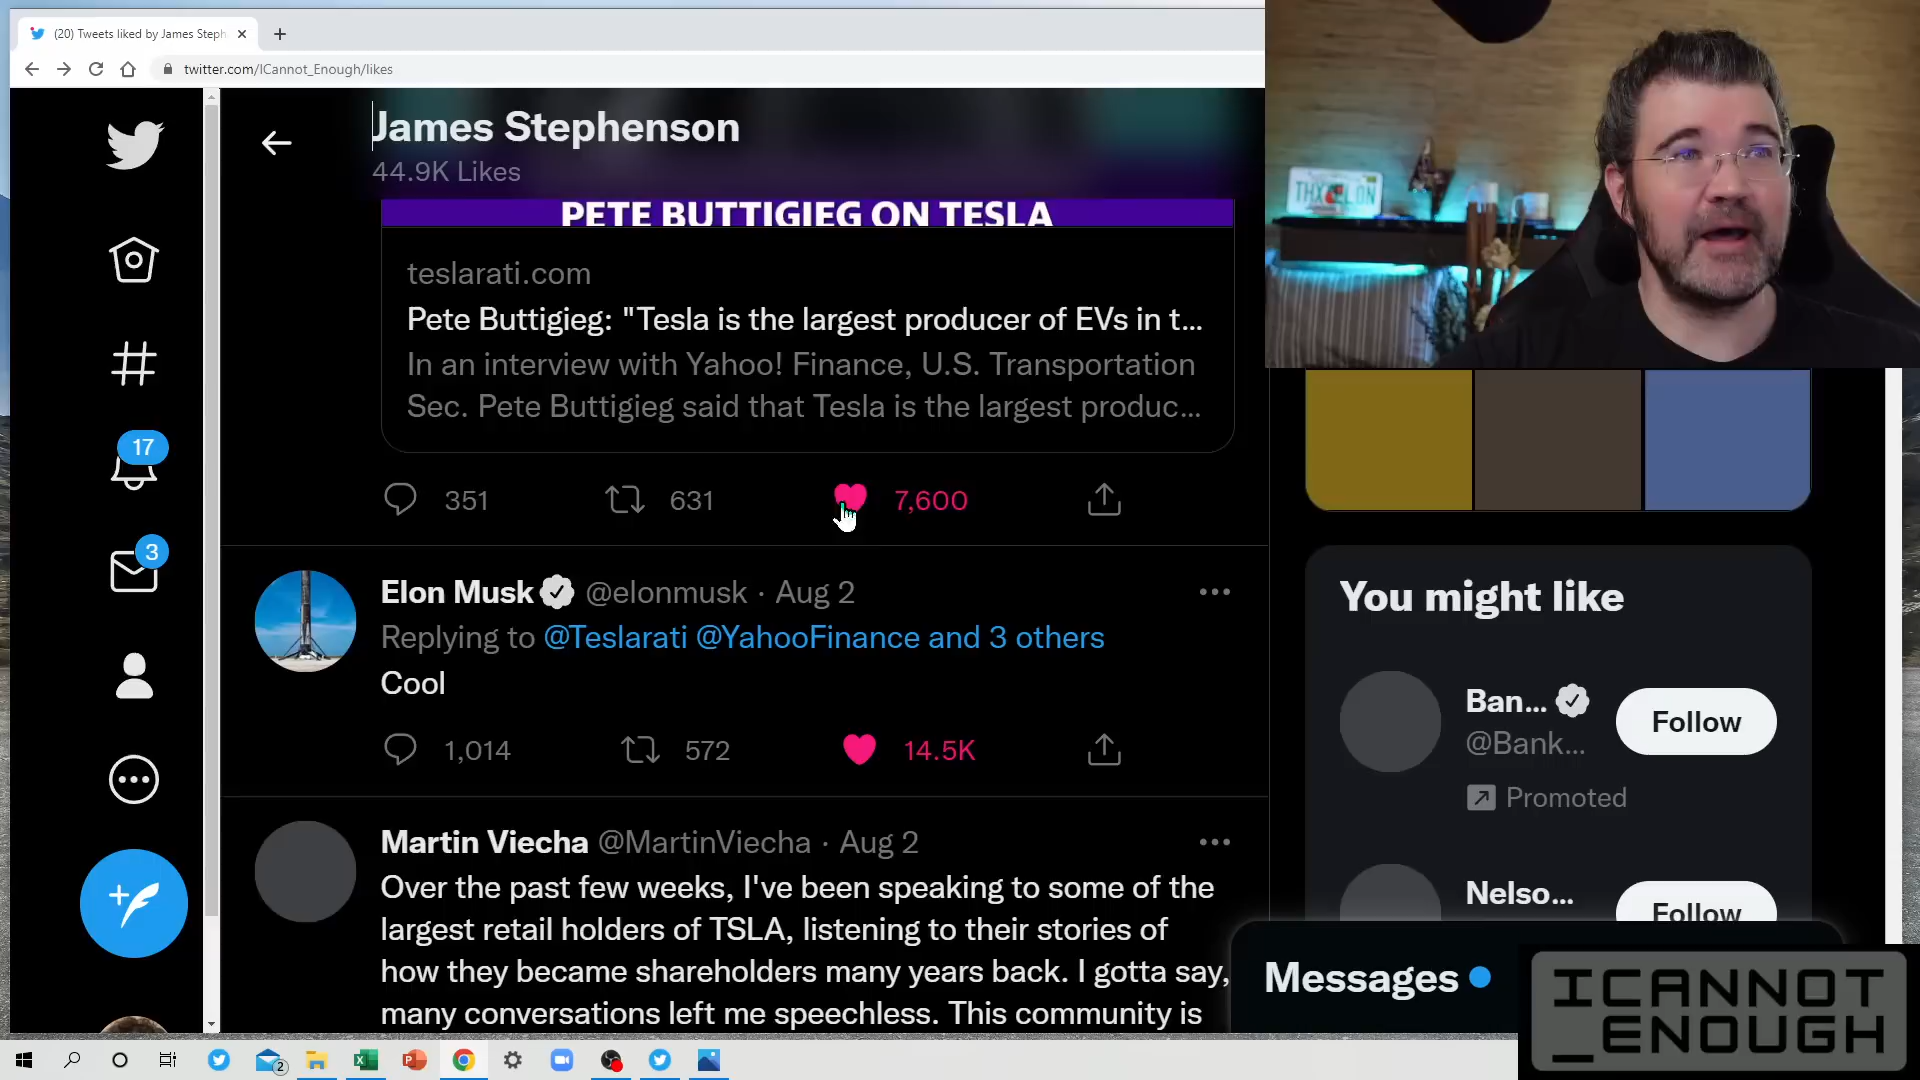 (20) Tweets liked by James Steph
twitter.com/ICannot_Enough/likes
James Stephenson
44.9K Likes
PETE BUTTIGIEG ON TESLA
teslarati.com
Pete Buttigieg: "Tesla is the largest producer of EVs in t...
In an interview with Yahoo! Finance, U.S. Transportation
Sec. Pete Buttigieg said that Tesla is the largest produc...
351
631
7,600
17
Elon Musk @elonmusk · Aug 2
Replying to @Teslarati @YahooFinance and 3 others
Cool
3
1,014
572
14.5K
Martin Viecha @MartinViecha · Aug 2
Over the past few weeks, I've been speaking to some of the
largest retail holders of TSLA, listening to their stories of
how they became shareholders many years back. I gotta say,
many conversations left me speechless. This community is
THX ELON
You might like
Ban...
@Bank...
Follow
Promoted
Nelso...
Follow
Messages
ICANNOT
_ENOUGH
2